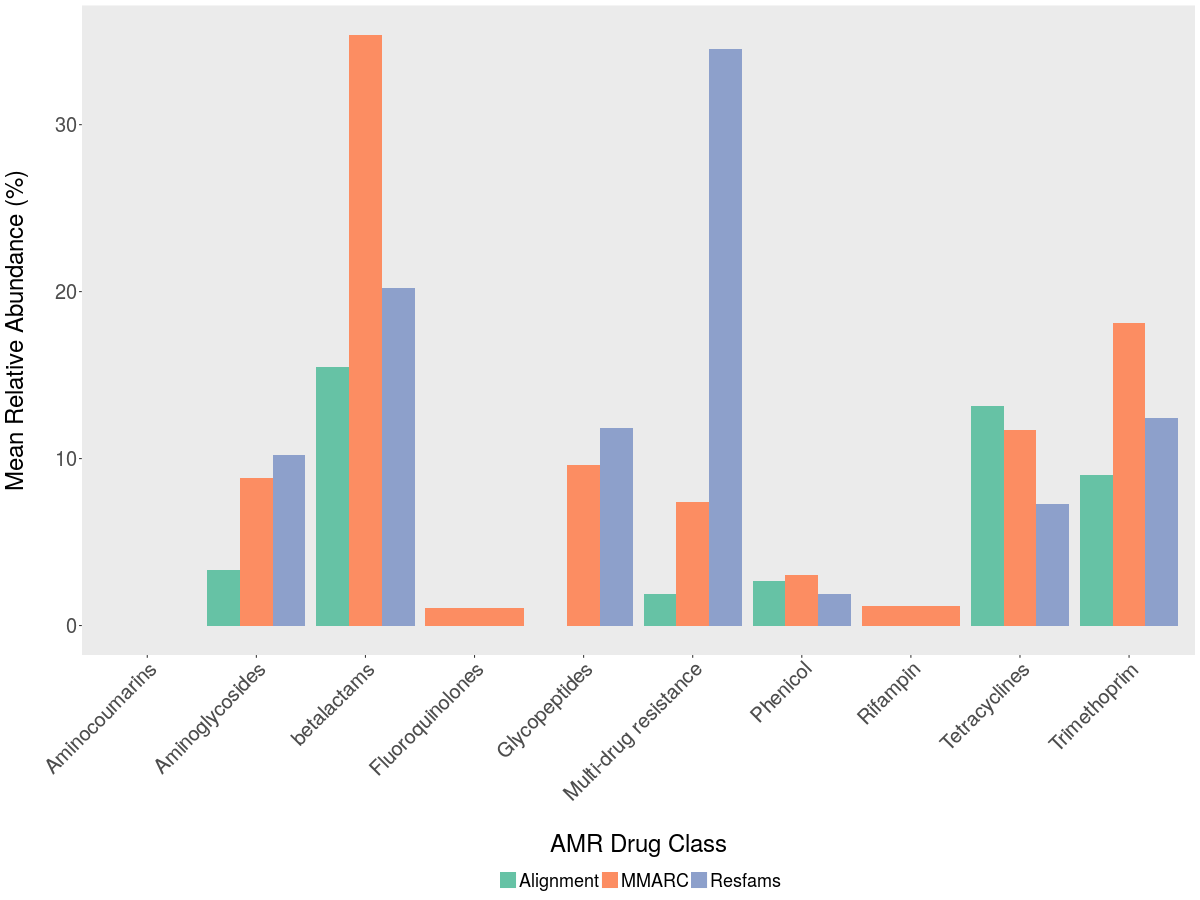 Mean Relative Abundance (%)
30
20
10
0
Aminocoumarins
Aminoglycosides
betalactams
Fluoroquinolones
Glycopeptides
Multi-drug resistance
Phenicol
Rifampin
Tetracyclines
Trimethoprim
AMR Drug Class
Alignment MMARC Resfams